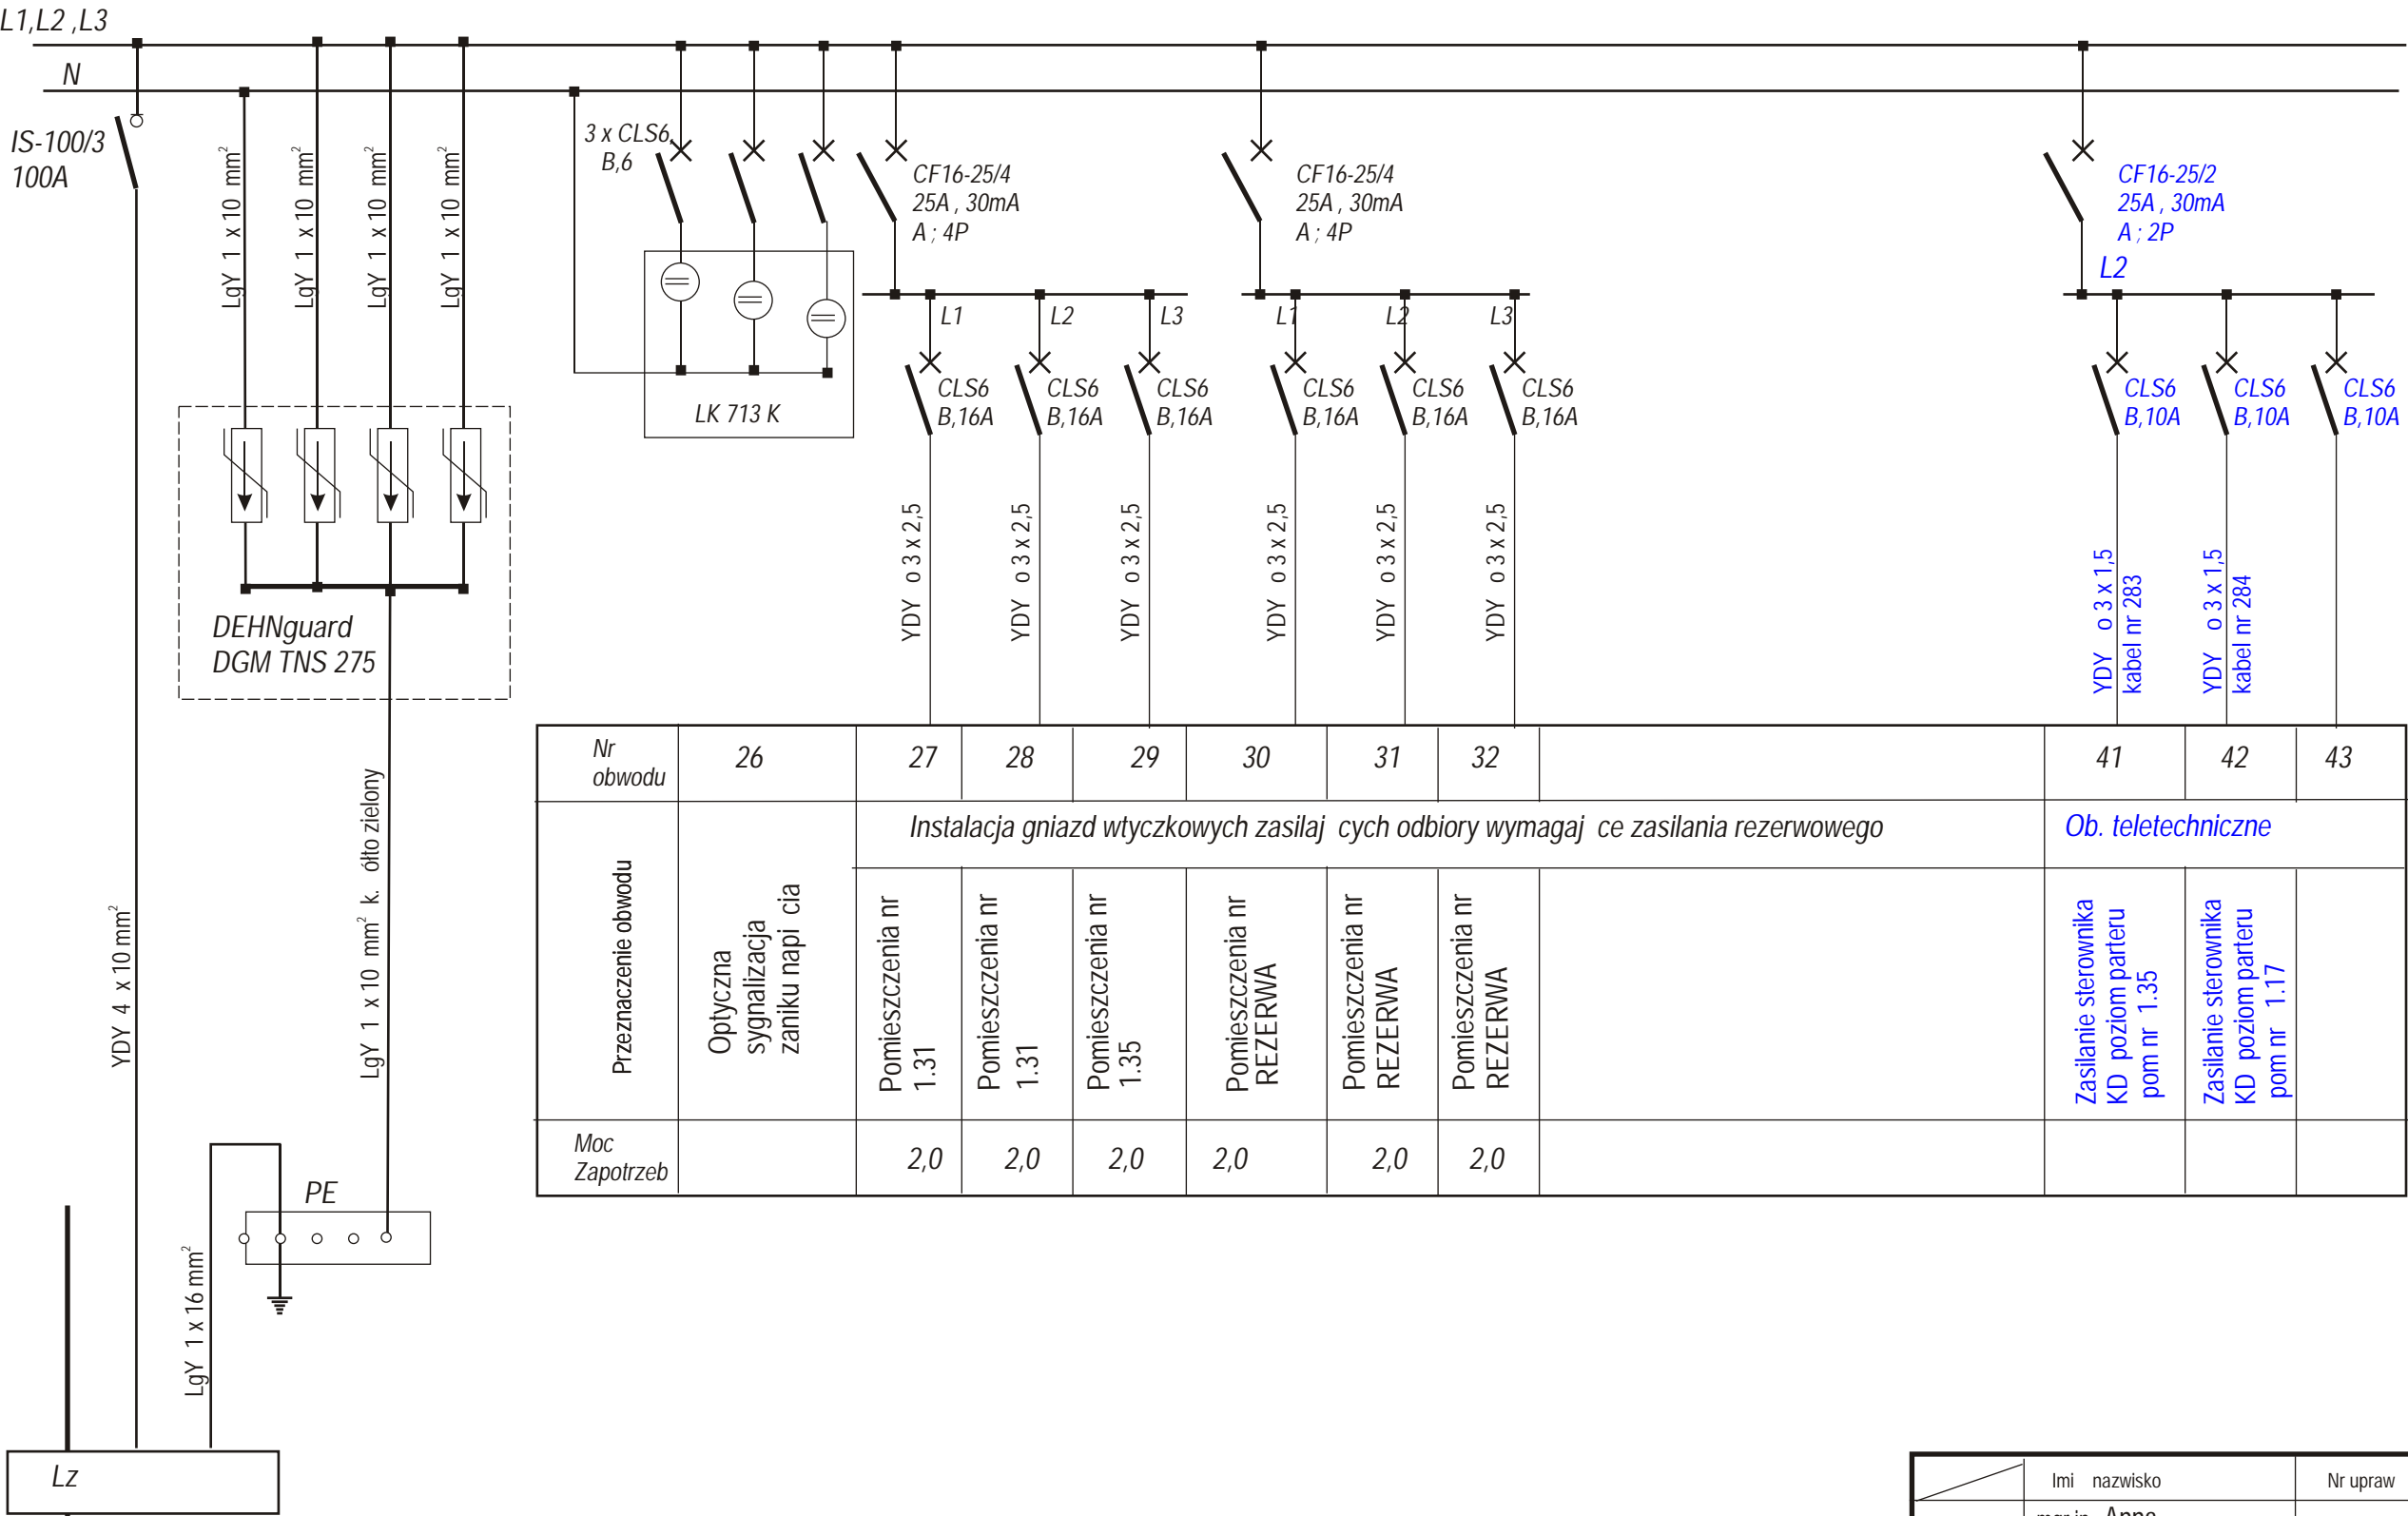 L1,L2 ,L3
N
IS-100/3
100A
LgY 1 x 10 mm²
LgY 1 x 10 mm²
LgY 1 x 10 mm²
LgY 1 x 10 mm²
3 x CLS6,
B,6
CF16-25/4
25A , 30mA
A ; 4P
CF16-25/4
25A , 30mA
A ; 4P
CF16-25/2
25A , 30mA
A ; 2P
L2
L1
L2
L3
L1
L2
L3
LK 713 K
CLS6
B,16A
CLS6
B,16A
CLS6
B,16A
CLS6
B,16A
CLS6
B,16A
CLS6
B,16A
CLS6
B,10A
CLS6
B,10A
CLS6
B,10A
YDY o 3 x 2,5
YDY o 3 x 2,5
YDY o 3 x 2,5
YDY o 3 x 2,5
YDY o 3 x 2,5
YDY o 3 x 2,5
YDY o 3 x 1,5
kabel nr 283
YDY o 3 x 1,5
kabel nr 284
DEHNguard
DGM TNS 275
YDY 4 x 10 mm²
LgY 1 x 10 mm² k. ółto zielony
Nr
obwodu
26
27
28
29
30
31
32
41
42
43
Przeznaczenie obwodu
Instalacja gniazd wtyczkowych zasilaj cych odbiory wymagaj ce zasilania rezerwowego
Ob. teletechniczne
Optyczna
sygnalizacja
zaniku napi cia
Pomieszczenia nr
1.31
Pomieszczenia nr
1.31
Pomieszczenia nr
1.35
Pomieszczenia nr
REZERWA
Pomieszczenia nr
REZERWA
Pomieszczenia nr
REZERWA
Zasilanie sterownika
KD poziom parteru
pom nr 1.35
Zasilanie sterownika
KD poziom parteru
pom nr 1.17
Moc
Zapotrzeb
2,0
2,0
2,0
2,0
2,0
2,0
PE
LgY 1 x 16 mm²
Lz
Imi nazwisko
Nr upraw